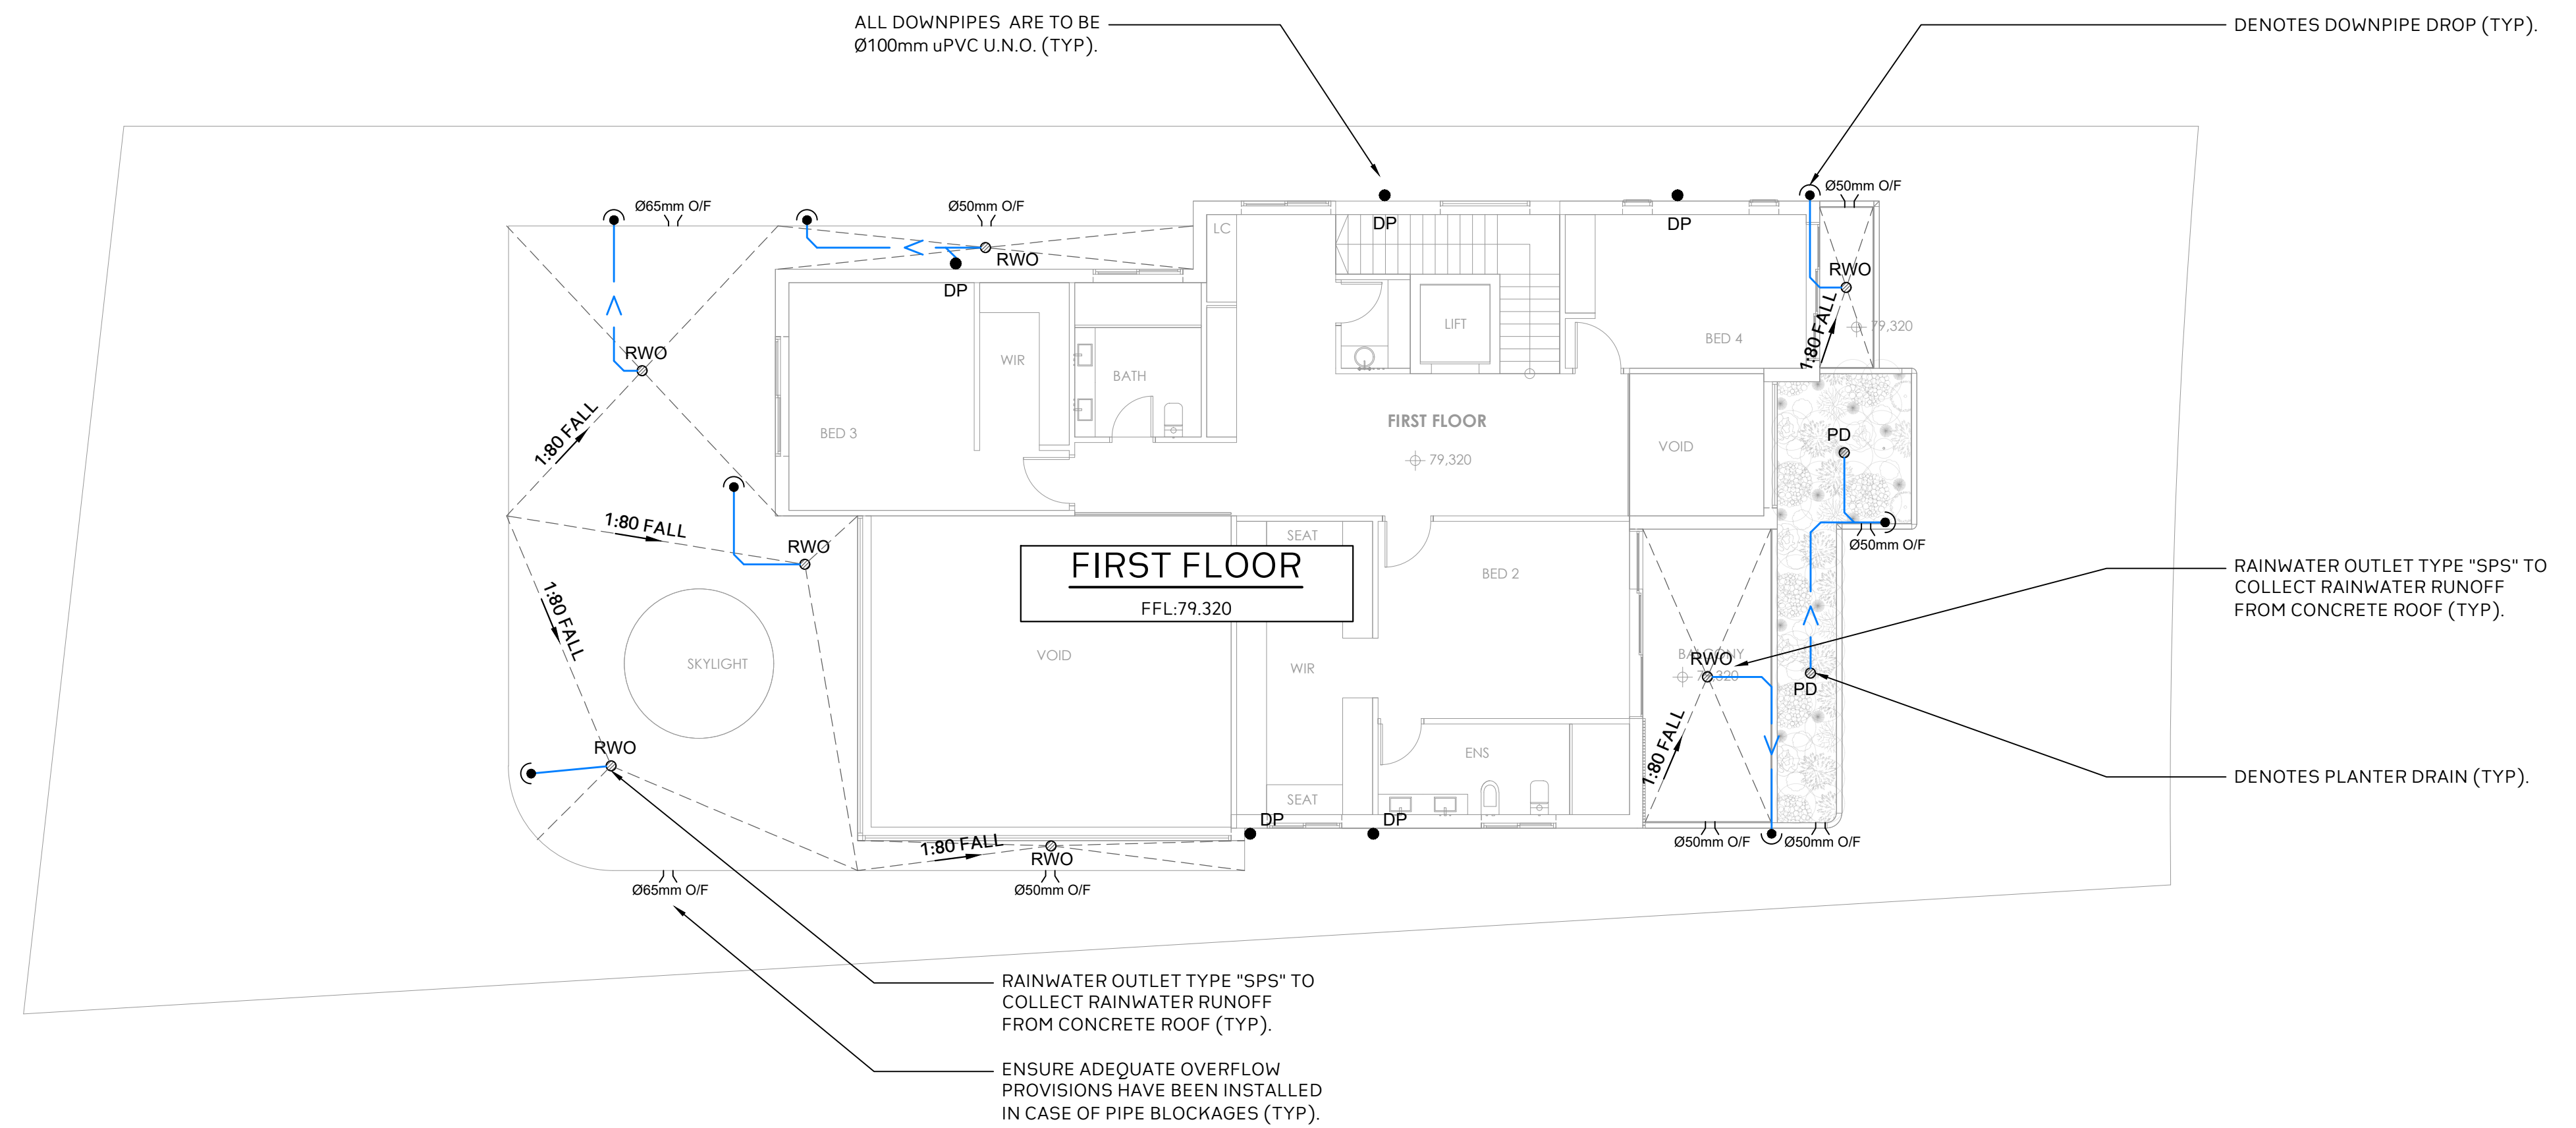 ALL DOWNPIPES ARE TO BE
Ø100mm uPVC U.N.O. (TYP).
DENOTES DOWNPIPE DROP (TYP).
Ø65mm O/F
Ø50mm O/F
Ø50mm O/F
DP
DP
LC
RWO
DP
RWO
RWO
1:80 FALL
79,320
LIFT
BED 4
WIR
BATH
BED 3
1:80 FALL
FIRST FLOOR
79,320
VOID
PD
1:80 FALL
RWO
SEAT
Ø50mm O/F
FIRST FLOOR
FFL:79.320
BED 2
RAINWATER OUTLET TYPE "SPS" TO
COLLECT RAINWATER RUNOFF
FROM CONCRETE ROOF (TYP).
1:80 FALL
SKYLIGHT
VOID
WIR
BALCONY
RWO
79,320
PD
1:80 FALL
RWO
ENS
DENOTES PLANTER DRAIN (TYP).
SEAT
DP
DP
1:80 FALL
RWO
Ø50mm O/F
Ø50mm O/F
Ø65mm O/F
Ø50mm O/F
RAINWATER OUTLET TYPE "SPS" TO
COLLECT RAINWATER RUNOFF
FROM CONCRETE ROOF (TYP).
ENSURE ADEQUATE OVERFLOW
PROVISIONS HAVE BEEN INSTALLED
IN CASE OF PIPE BLOCKAGES (TYP).